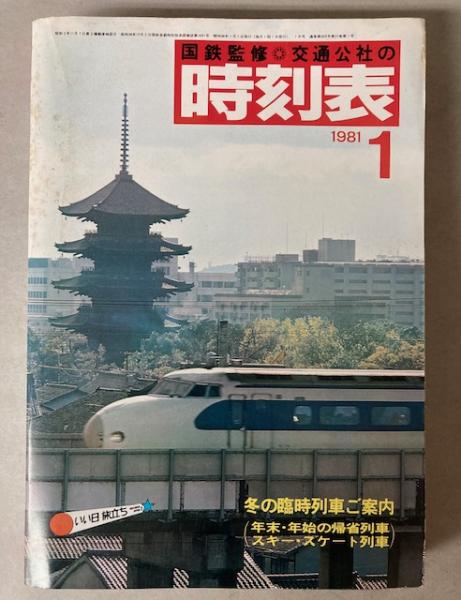 国鉄監修 交通公社の
時刻表
1981 1
いい日旅立ち
冬の臨時列車ご案内
(年末・年始の帰省列車
スキー・スケート列車)